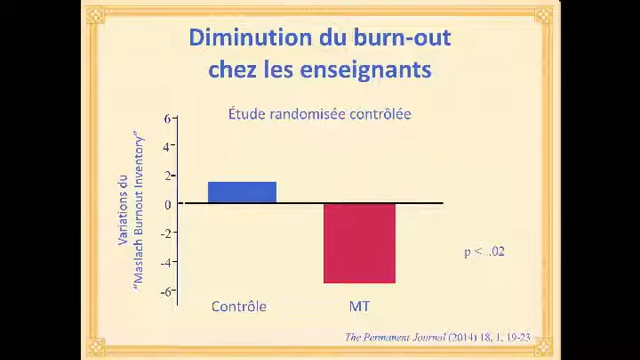 Diminution du burn-out
chez les enseignants
Étude randomisée contrôlée
Variations du
"Maslach Burnout Inventory"
6
4
2
0
-2
-4
-6
Contrôle
MT
p < .02
The Permanent Journal (2014) 18, 1, 19-23